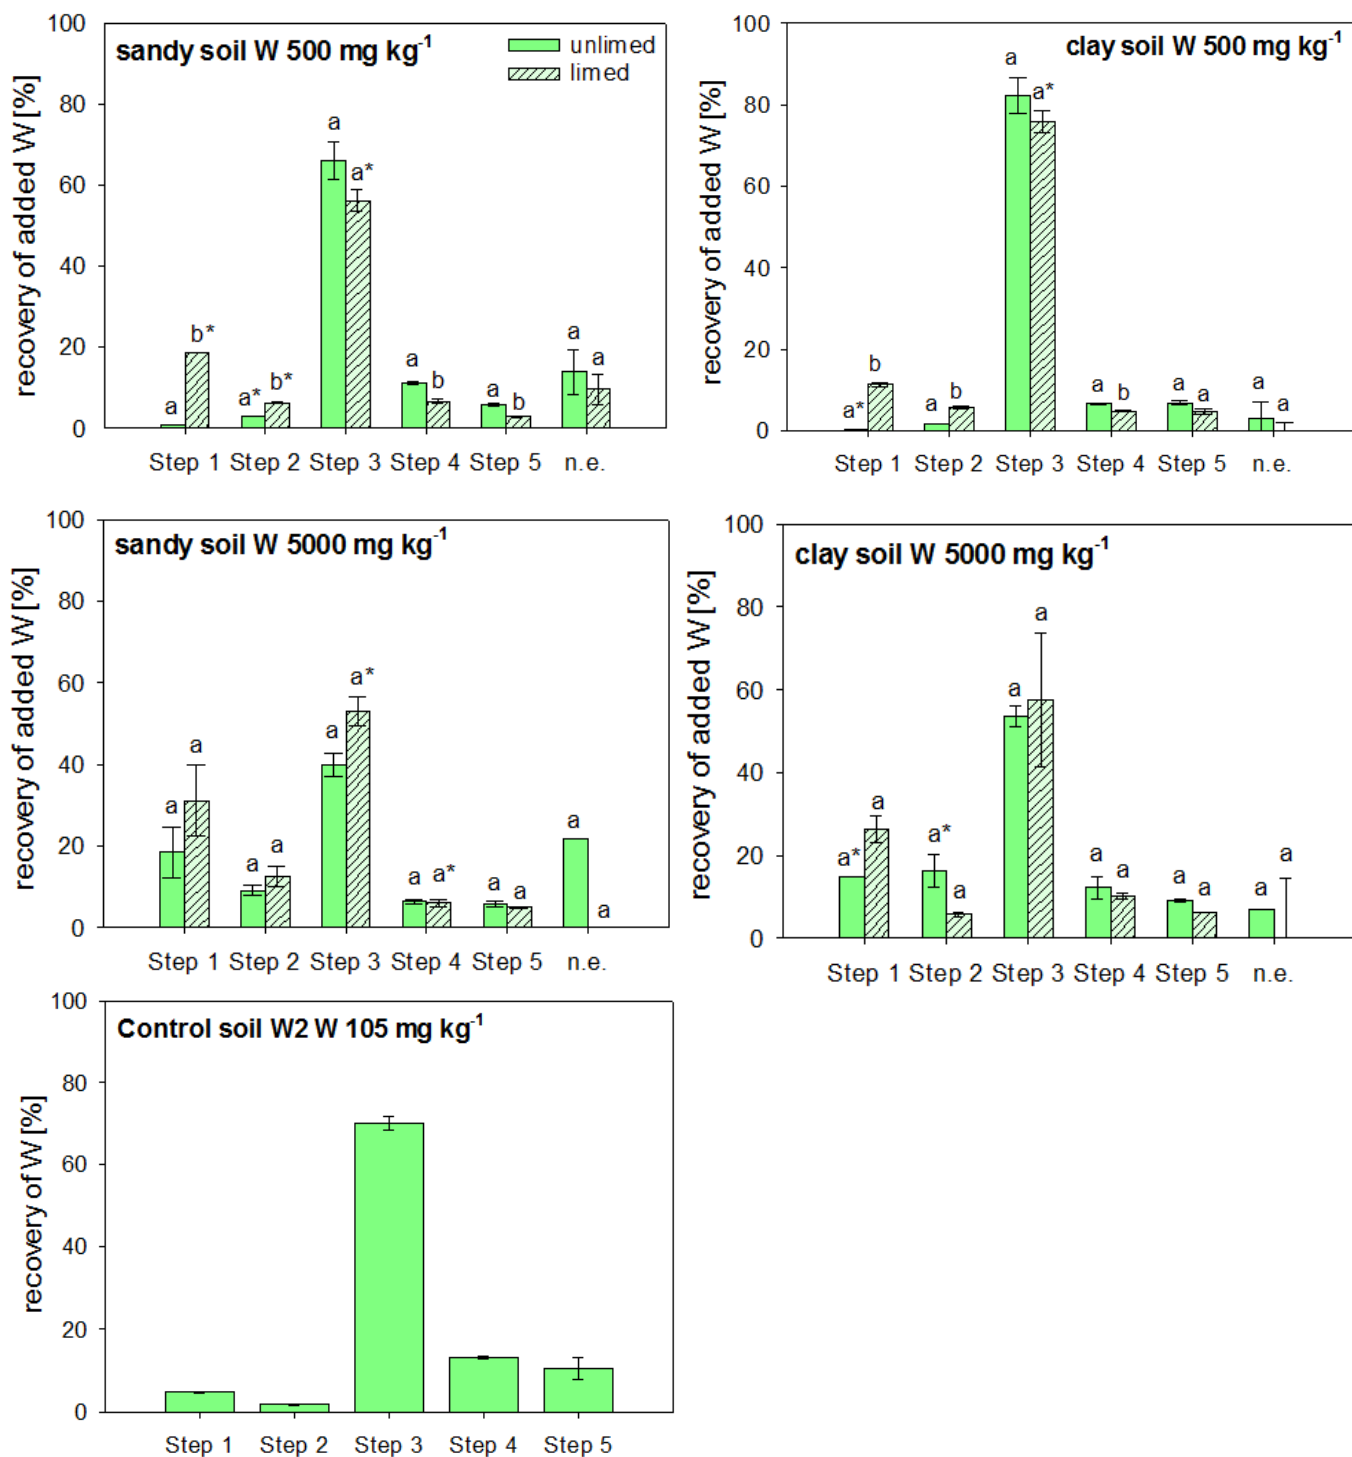 sandy soil W 500 mg kg-1
unlimed
limed
recovery of added W [%]
100
80
60
40
20
0
a
b*
a*
b*
a
a*
a
b
a
b
a
a
Step 1
Step 2
Step 3
Step 4
Step 5
n.e.
clay soil W 500 mg kg-1
recovery of added W [%]
100
80
60
40
20
0
a*
b
a
b
a
a*
a
b
a
a
a
a
Step 1
Step 2
Step 3
Step 4
Step 5
n.e.
sandy soil W 5000 mg kg-1
recovery of added W [%]
100
80
60
40
20
0
a
a
a
a
a
a*
a
a*
a
a
a
a
Step 1
Step 2
Step 3
Step 4
Step 5
n.e.
clay soil W 5000 mg kg-1
recovery of added W [%]
100
80
60
40
20
0
a*
a
a*
a
a
a
a
a
a
a
a
a
Step 1
Step 2
Step 3
Step 4
Step 5
n.e.
Control soil W2 W 105 mg kg-1
recovery of W [%]
100
80
60
40
20
0
Step 1
Step 2
Step 3
Step 4
Step 5